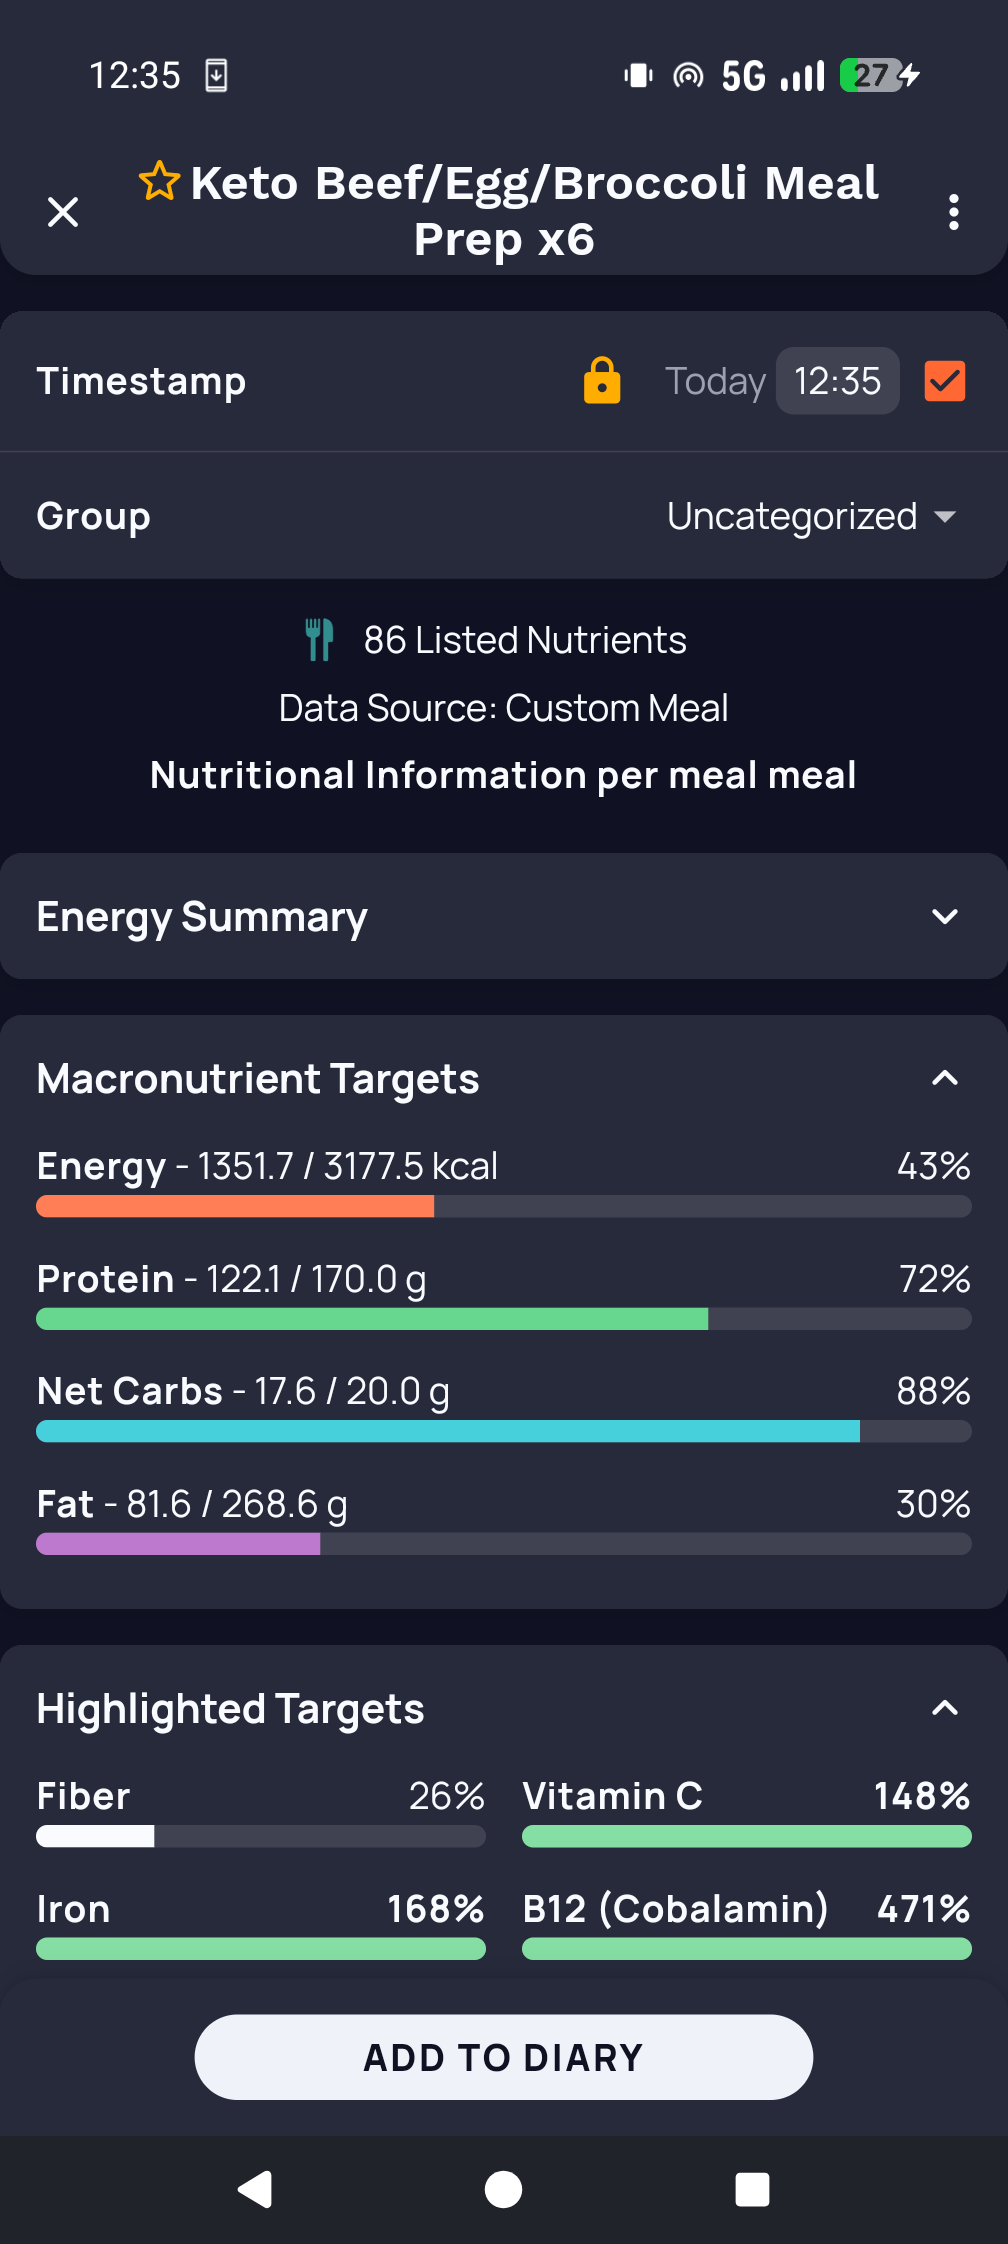 12:35
5G
27
Keto Beef/Egg/Broccoli Meal
Prep x6
Timestamp Today 12:35
Group Uncategorized
86 Listed Nutrients
Data Source: Custom Meal
Nutritional Information per meal meal
Energy Summary
Macronutrient Targets
Energy - 1351.7 / 3177.5 kcal 43%
Protein - 122.1 / 170.0 g 72%
Net Carbs - 17.6 / 20.0 g 88%
Fat - 81.6 / 268.6 g 30%
Highlighted Targets
Fiber 26%
Vitamin C 148%
Iron 168%
B12 (Cobalamin) 471%
ADD TO DIARY